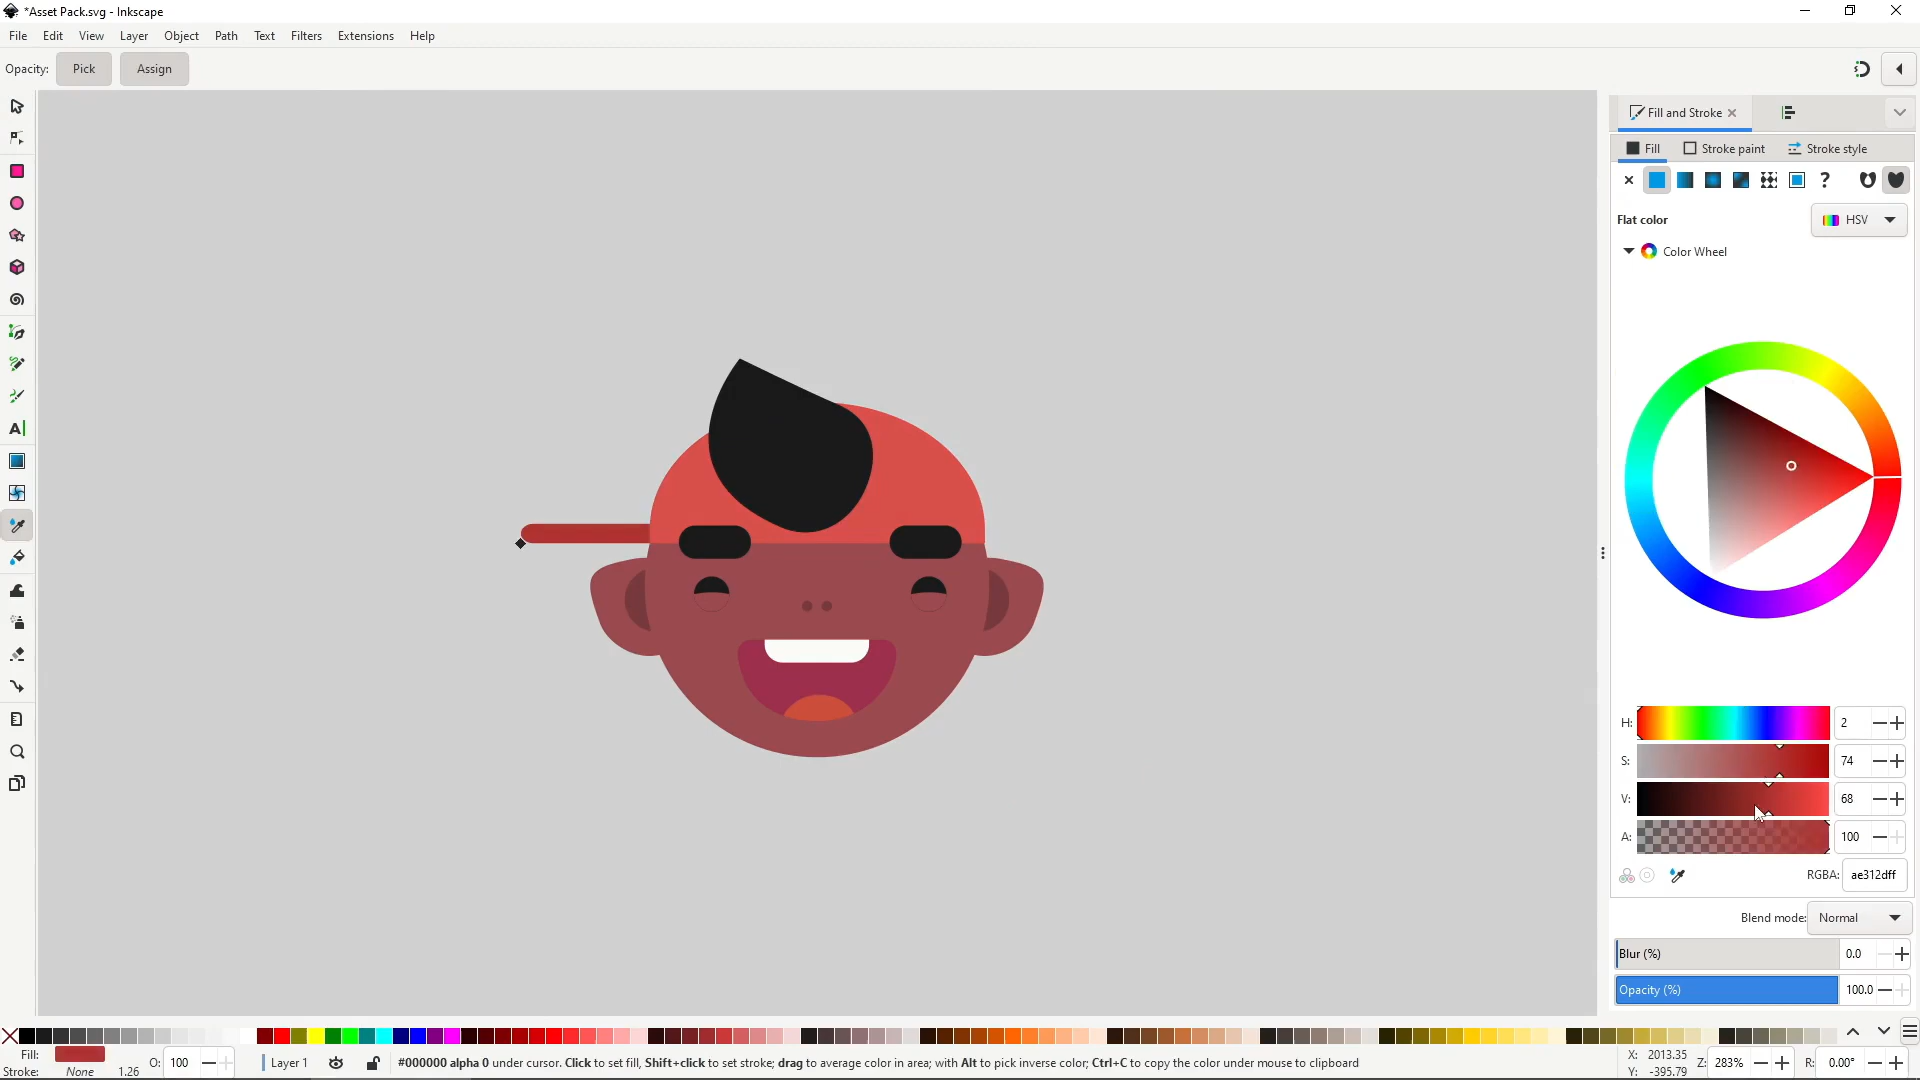 *Asset Pack.svg - Inkscape
File Edit View Layer Object Path Text Filters Extensions Help
Opacity: Pick Assign
Fill and Stroke
Fill Stroke paint Stroke style
?
Flat color HSV
Color Wheel
H: 2
S: 74
V: 68
A: 100
RGBA: ae312dff
Blend mode: Normal
Blur (%) 0.0
Opacity (%) 100.0
Fill: O: 100 Layer 1 #000000 alpha 0 under cursor. Click to set fill, Shift+click to set stroke; drag to average color in area; with Alt to pick inverse color; Ctrl+C to copy the color under mouse to clipboard X: 2013.35 Z: 283% R: 0.00°
Stroke: None 1.26 Y: -395.79